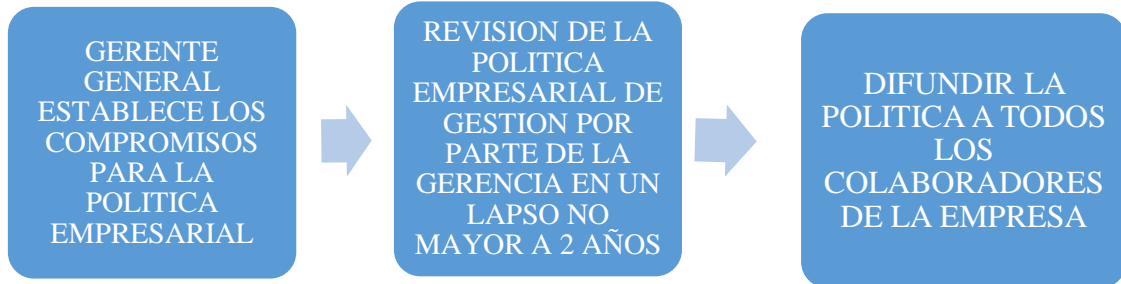 GERENTE
GENERAL
ESTABLECE LOS
COMPROMISOS
PARA LA
POLITICA
EMPRESARIAL
REVISION DE LA
POLITICA
EMPRESARIAL DE
GESTION POR
PARTE DE LA
GERENCIA EN UN
LAPSO NO
MAYOR A 2 AÑOS
DIFUNDIR LA
POLITICA A TODOS
LOS
COLABORADORES
DE LA EMPRESA